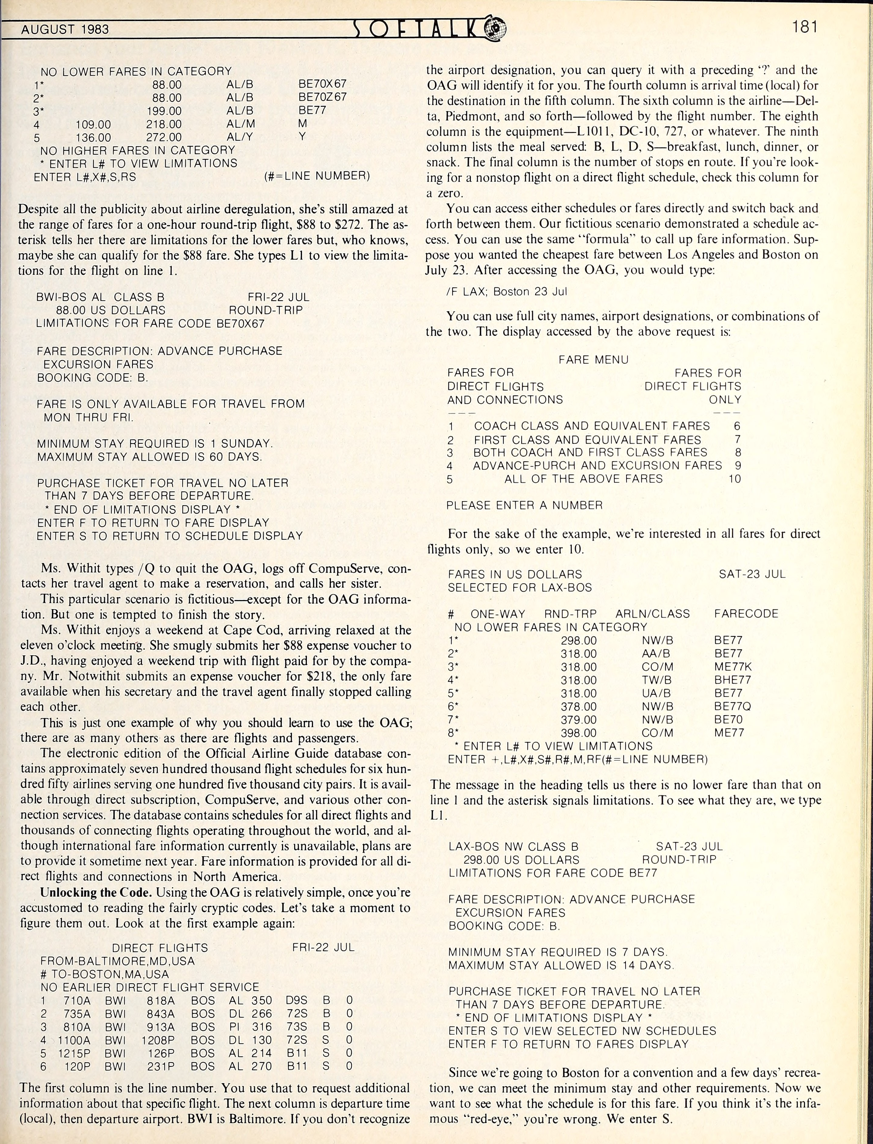 AUGUST 1983
SOFTALK
181
NO LOWER FARES IN CATEGORY
1* 88.00 AL/B BE70X67
2* 88.00 AL/B BE70Z67
3* 199.00 AL/B BE77
4 109.00 218.00 AL/M M
5 136.00 272.00 AL/Y Y
NO HIGHER FARES IN CATEGORY
* ENTER L# TO VIEW LIMITATIONS
ENTER L#,X#,S,RS (#=LINE NUMBER)
Despite all the publicity about airline deregulation, she's still amazed at
the range of fares for a one-hour round-trip flight, $88 to $272. The as-
terisk tells her there are limitations for the lower fares but, who knows,
maybe she can qualify for the $88 fare. She types L1 to view the limita-
tions for the flight on line 1.
BWI-BOS AL CLASS B FRI-22 JUL
88.00 US DOLLARS ROUND-TRIP
LIMITATIONS FOR FARE CODE BE70X67
FARE DESCRIPTION: ADVANCE PURCHASE
EXCURSION FARES
BOOKING CODE: B.
FARE IS ONLY AVAILABLE FOR TRAVEL FROM
MON THRU FRI.
MINIMUM STAY REQUIRED IS 1 SUNDAY.
MAXIMUM STAY ALLOWED IS 60 DAYS.
PURCHASE TICKET FOR TRAVEL NO LATER
THAN 7 DAYS BEFORE DEPARTURE.
* END OF LIMITATIONS DISPLAY *
ENTER F TO RETURN TO FARE DISPLAY
ENTER S TO RETURN TO SCHEDULE DISPLAY
Ms. Withit types /Q to quit the OAG, logs off CompuServe, con-
tacts her travel agent to make a reservation, and calls her sister.
This particular scenario is fictitious—except for the OAG informa-
tion. But one is tempted to finish the story.
Ms. Withit enjoys a weekend at Cape Cod, arriving relaxed at the
eleven o'clock meeting. She smugly submits her $88 expense voucher to
J.D., having enjoyed a weekend trip with flight paid for by the compa-
ny. Mr. Notwithit submits an expense voucher for $218, the only fare
available when his secretary and the travel agent finally stopped calling
each other.
This is just one example of why you should learn to use the OAG;
there are as many others as there are flights and passengers.
The electronic edition of the Official Airline Guide database con-
tains approximately seven hundred thousand flight schedules for six hun-
dred fifty airlines serving one hundred five thousand city pairs. It is avail-
able through direct subscription, CompuServe, and various other con-
nection services. The database contains schedules for all direct flights and
thousands of connecting flights operating throughout the world, and al-
though international fare information currently is unavailable, plans are
to provide it sometime next year. Fare information is provided for all di-
rect flights and connections in North America.
Unlocking the Code. Using the OAG is relatively simple, once you're
accustomed to reading the fairly cryptic codes. Let's take a moment to
figure them out. Look at the first example again:
DIRECT FLIGHTS FRI-22 JUL
FROM-BALTIMORE,MD,USA
# TO-BOSTON,MA,USA
NO EARLIER DIRECT FLIGHT SERVICE
1 710A BWI 818A BOS AL 350 D9S B 0
2 735A BWI 843A BOS DL 266 72S B 0
3 810A BWI 913A BOS PI 316 73S B 0
4 1100A BWI 1208P BOS DL 130 72S S 0
5 1215P BWI 126P BOS AL 214 B11 S 0
6 120P BWI 231P BOS AL 270 B11 S 0
The first column is the line number. You use that to request additional
information about that specific flight. The next column is departure time
(local), then departure airport. BWI is Baltimore. If you don't recognize
the airport designation, you can query it with a preceding '?' and the
OAG will identify it for you. The fourth column is arrival time (local) for
the destination in the fifth column. The sixth column is the airline—Del-
ta, Piedmont, and so forth—followed by the flight number. The eighth
column is the equipment—L1011, DC-10, 727, or whatever. The ninth
column lists the meal served: B, L, D, S—breakfast, lunch, dinner, or
snack. The final column is the number of stops en route. If you're look-
ing for a nonstop flight on a direct flight schedule, check this column for
a zero.
You can access either schedules or fares directly and switch back and
forth between them. Our fictitious scenario demonstrated a schedule ac-
cess. You can use the same "formula" to call up fare information. Sup-
pose you wanted the cheapest fare between Los Angeles and Boston on
July 23. After accessing the OAG, you would type:
/F LAX; Boston 23 Jul
You can use full city names, airport designations, or combinations of
the two. The display accessed by the above request is:
FARE MENU
FARES FOR FARES FOR
DIRECT FLIGHTS DIRECT FLIGHTS
AND CONNECTIONS ONLY
--- ---
1 COACH CLASS AND EQUIVALENT FARES 6
2 FIRST CLASS AND EQUIVALENT FARES 7
3 BOTH COACH AND FIRST CLASS FARES 8
4 ADVANCE-PURCH AND EXCURSION FARES 9
5 ALL OF THE ABOVE FARES 10
PLEASE ENTER A NUMBER
For the sake of the example, we're interested in all fares for direct
flights only, so we enter 10.
FARES IN US DOLLARS SAT-23 JUL
SELECTED FOR LAX-BOS
# ONE-WAY RND-TRP ARLN/CLASS FARECODE
NO LOWER FARES IN CATEGORY
1* 298.00 NW/B BE77
2* 318.00 AA/B BE77
3* 318.00 CO/M ME77K
4* 318.00 TW/B BHE77
5* 318.00 UA/B BE77
6* 378.00 NW/B BE77Q
7* 379.00 NW/B BE70
8* 398.00 CO/M ME77
* ENTER L# TO VIEW LIMITATIONS
ENTER +,L#,X#,S#,R#,M,RF(#=LINE NUMBER)
The message in the heading tells us there is no lower fare than that on
line 1 and the asterisk signals limitations. To see what they are, we type
L1.
LAX-BOS NW CLASS B SAT-23 JUL
298.00 US DOLLARS ROUND-TRIP
LIMITATIONS FOR FARE CODE BE77
FARE DESCRIPTION: ADVANCE PURCHASE
EXCURSION FARES
BOOKING CODE: B.
MINIMUM STAY REQUIRED IS 7 DAYS.
MAXIMUM STAY ALLOWED IS 14 DAYS.
PURCHASE TICKET FOR TRAVEL NO LATER
THAN 7 DAYS BEFORE DEPARTURE.
* END OF LIMITATIONS DISPLAY *
ENTER S TO VIEW SELECTED NW SCHEDULES
ENTER F TO RETURN TO FARES DISPLAY
Since we're going to Boston for a convention and a few days' recrea-
tion, we can meet the minimum stay and other requirements. Now we
want to see what the schedule is for this fare. If you think it's the infa-
mous "red-eye," you're wrong. We enter S.